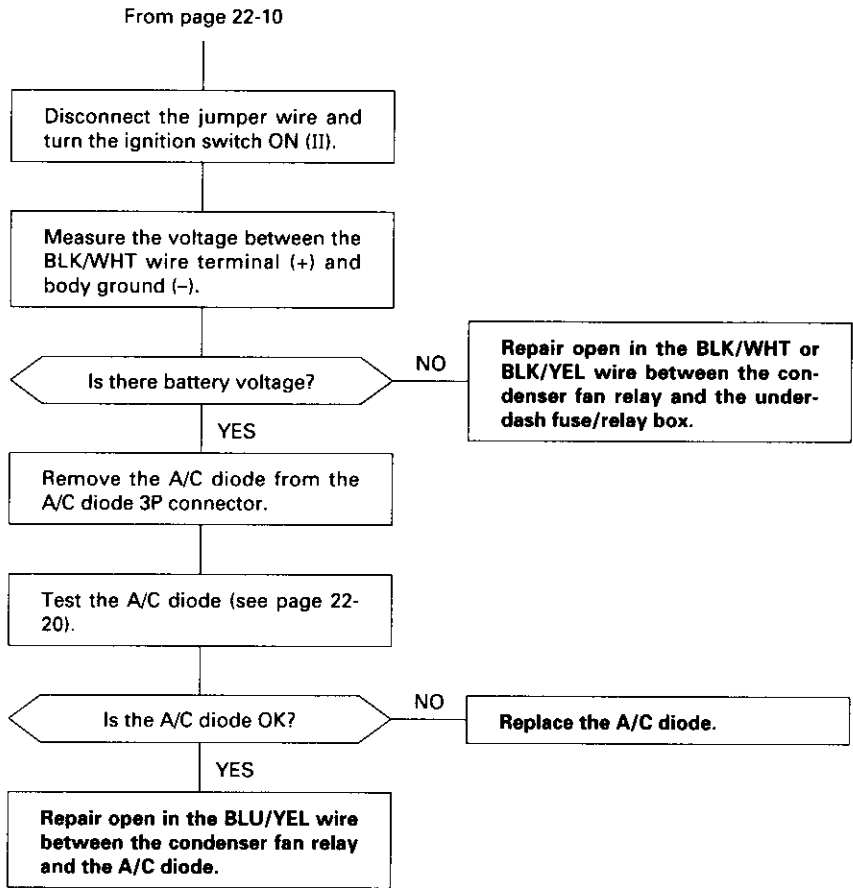 From page 22-10
Disconnect the jumper wire and
turn the ignition switch ON (II).
Measure the voltage between the
BLK/WHT wire terminal (+) and
body ground (–).
Is there battery voltage?
NO
Repair open in the BLK/WHT or
BLK/YEL wire between the con-
denser fan relay and the under-
dash fuse/relay box.
YES
Remove the A/C diode from the
A/C diode 3P connector.
Test the A/C diode (see page 22-
20).
Is the A/C diode OK?
NO
Replace the A/C diode.
YES
Repair open in the BLU/YEL wire
between the condenser fan relay
and the A/C diode.